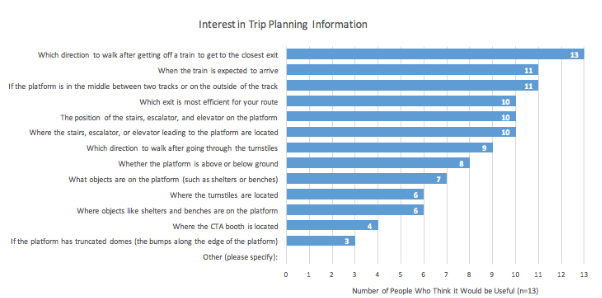 Interest in Trip Planning Information
Which direction to walk after getting off a train to get to the closest exit 13
When the train is expected to arrive 11
If the platform is in the middle between two tracks or on the outside of the track 11
Which exit is most efficient for your route 10
The position of the stairs, escalator, and elevator on the platform 10
Where the stairs, escalator, or elevator leading to the platform are located 10
Which direction to walk after going through the turnstiles 9
Whether the platform is above or below ground 8
What objects are on the platform (such as shelters or benches) 7
Where the turnstiles are located 6
Where objects like shelters and benches are on the platform 6
Where the CTA booth is located 4
If the platform has truncated domes (the bumps along the edge of the platform) 3
Other (please specify):
0 1 2 3 4 5 6 7 8 9 10 11 12 13
Number of People Who Think it Would be Useful (n=13)